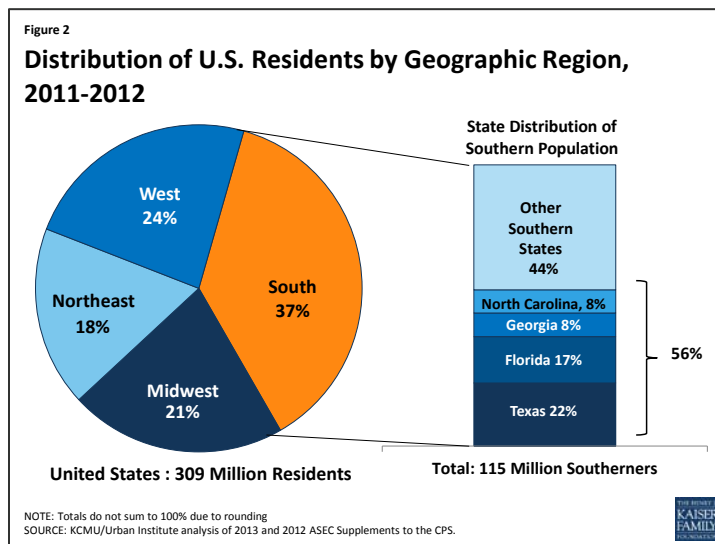 Figure 2
Distribution of U.S. Residents by Geographic Region,
2011-2012
State Distribution of
Southern Population
West
24%
South
37%
Northeast
18%
Midwest
21%
Other
Southern
States
44%
North Carolina, 8%
Georgia 8%
Florida 17%
Texas 22%
56%
United States : 309 Million Residents
Total: 115 Million Southerners
NOTE: Totals do not sum to 100% due to rounding
SOURCE: KCMU/Urban Institute analysis of 2013 and 2012 ASEC Supplements to the CPS.
THE HENRY J.
KAISER
FAMILY
FOUNDATION